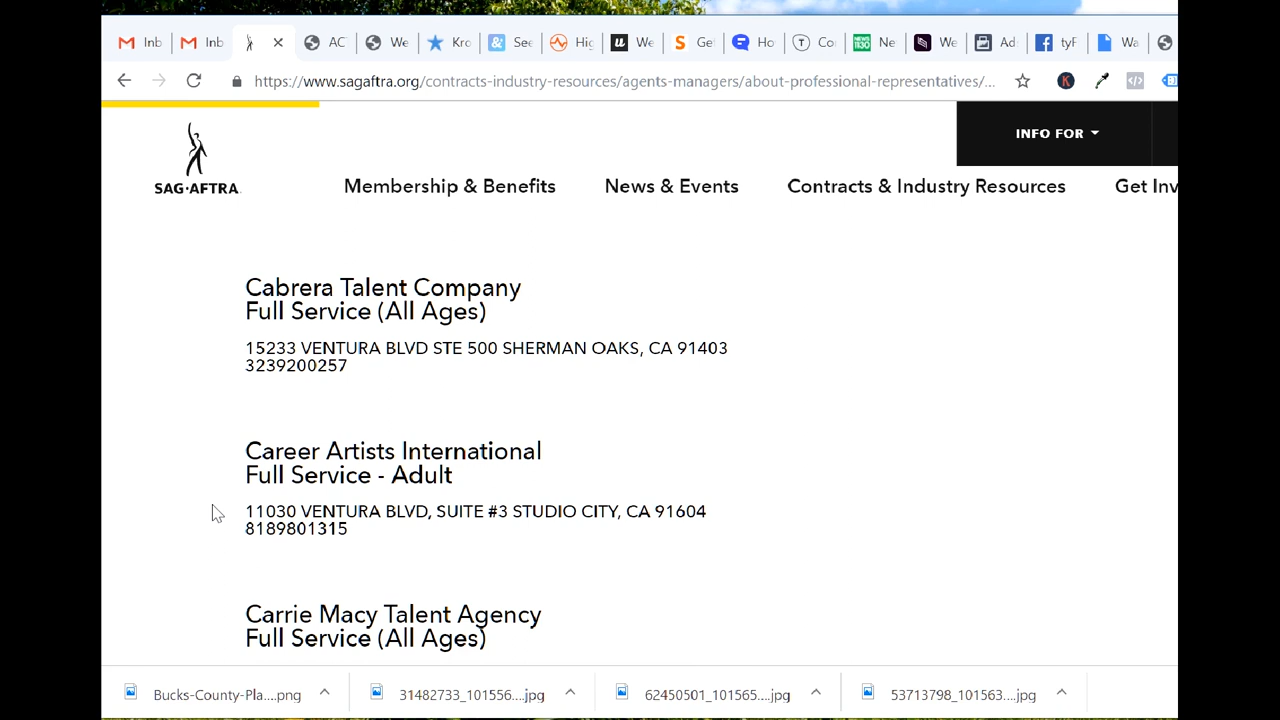 Inb
Inb
AC
We
Kro
See
Hig
We
Get
Ho
Co
Ne
We
Ad
tyF
Wa
https://www.sagaftra.org/contracts-industry-resources/agents-managers/about-professional-representatives/...
INFO FOR
SAG·AFTRA
Membership & Benefits
News & Events
Contracts & Industry Resources
Get Inv
Cabrera Talent Company
Full Service (All Ages)
15233 VENTURA BLVD STE 500 SHERMAN OAKS, CA 91403
3239200257
Career Artists International
Full Service - Adult
11030 VENTURA BLVD, SUITE #3 STUDIO CITY, CA 91604
8189801315
Carrie Macy Talent Agency
Full Service (All Ages)
Bucks-County-Pla....png
31482733_101556....jpg
62450501_101565....jpg
53713798_101563....jpg